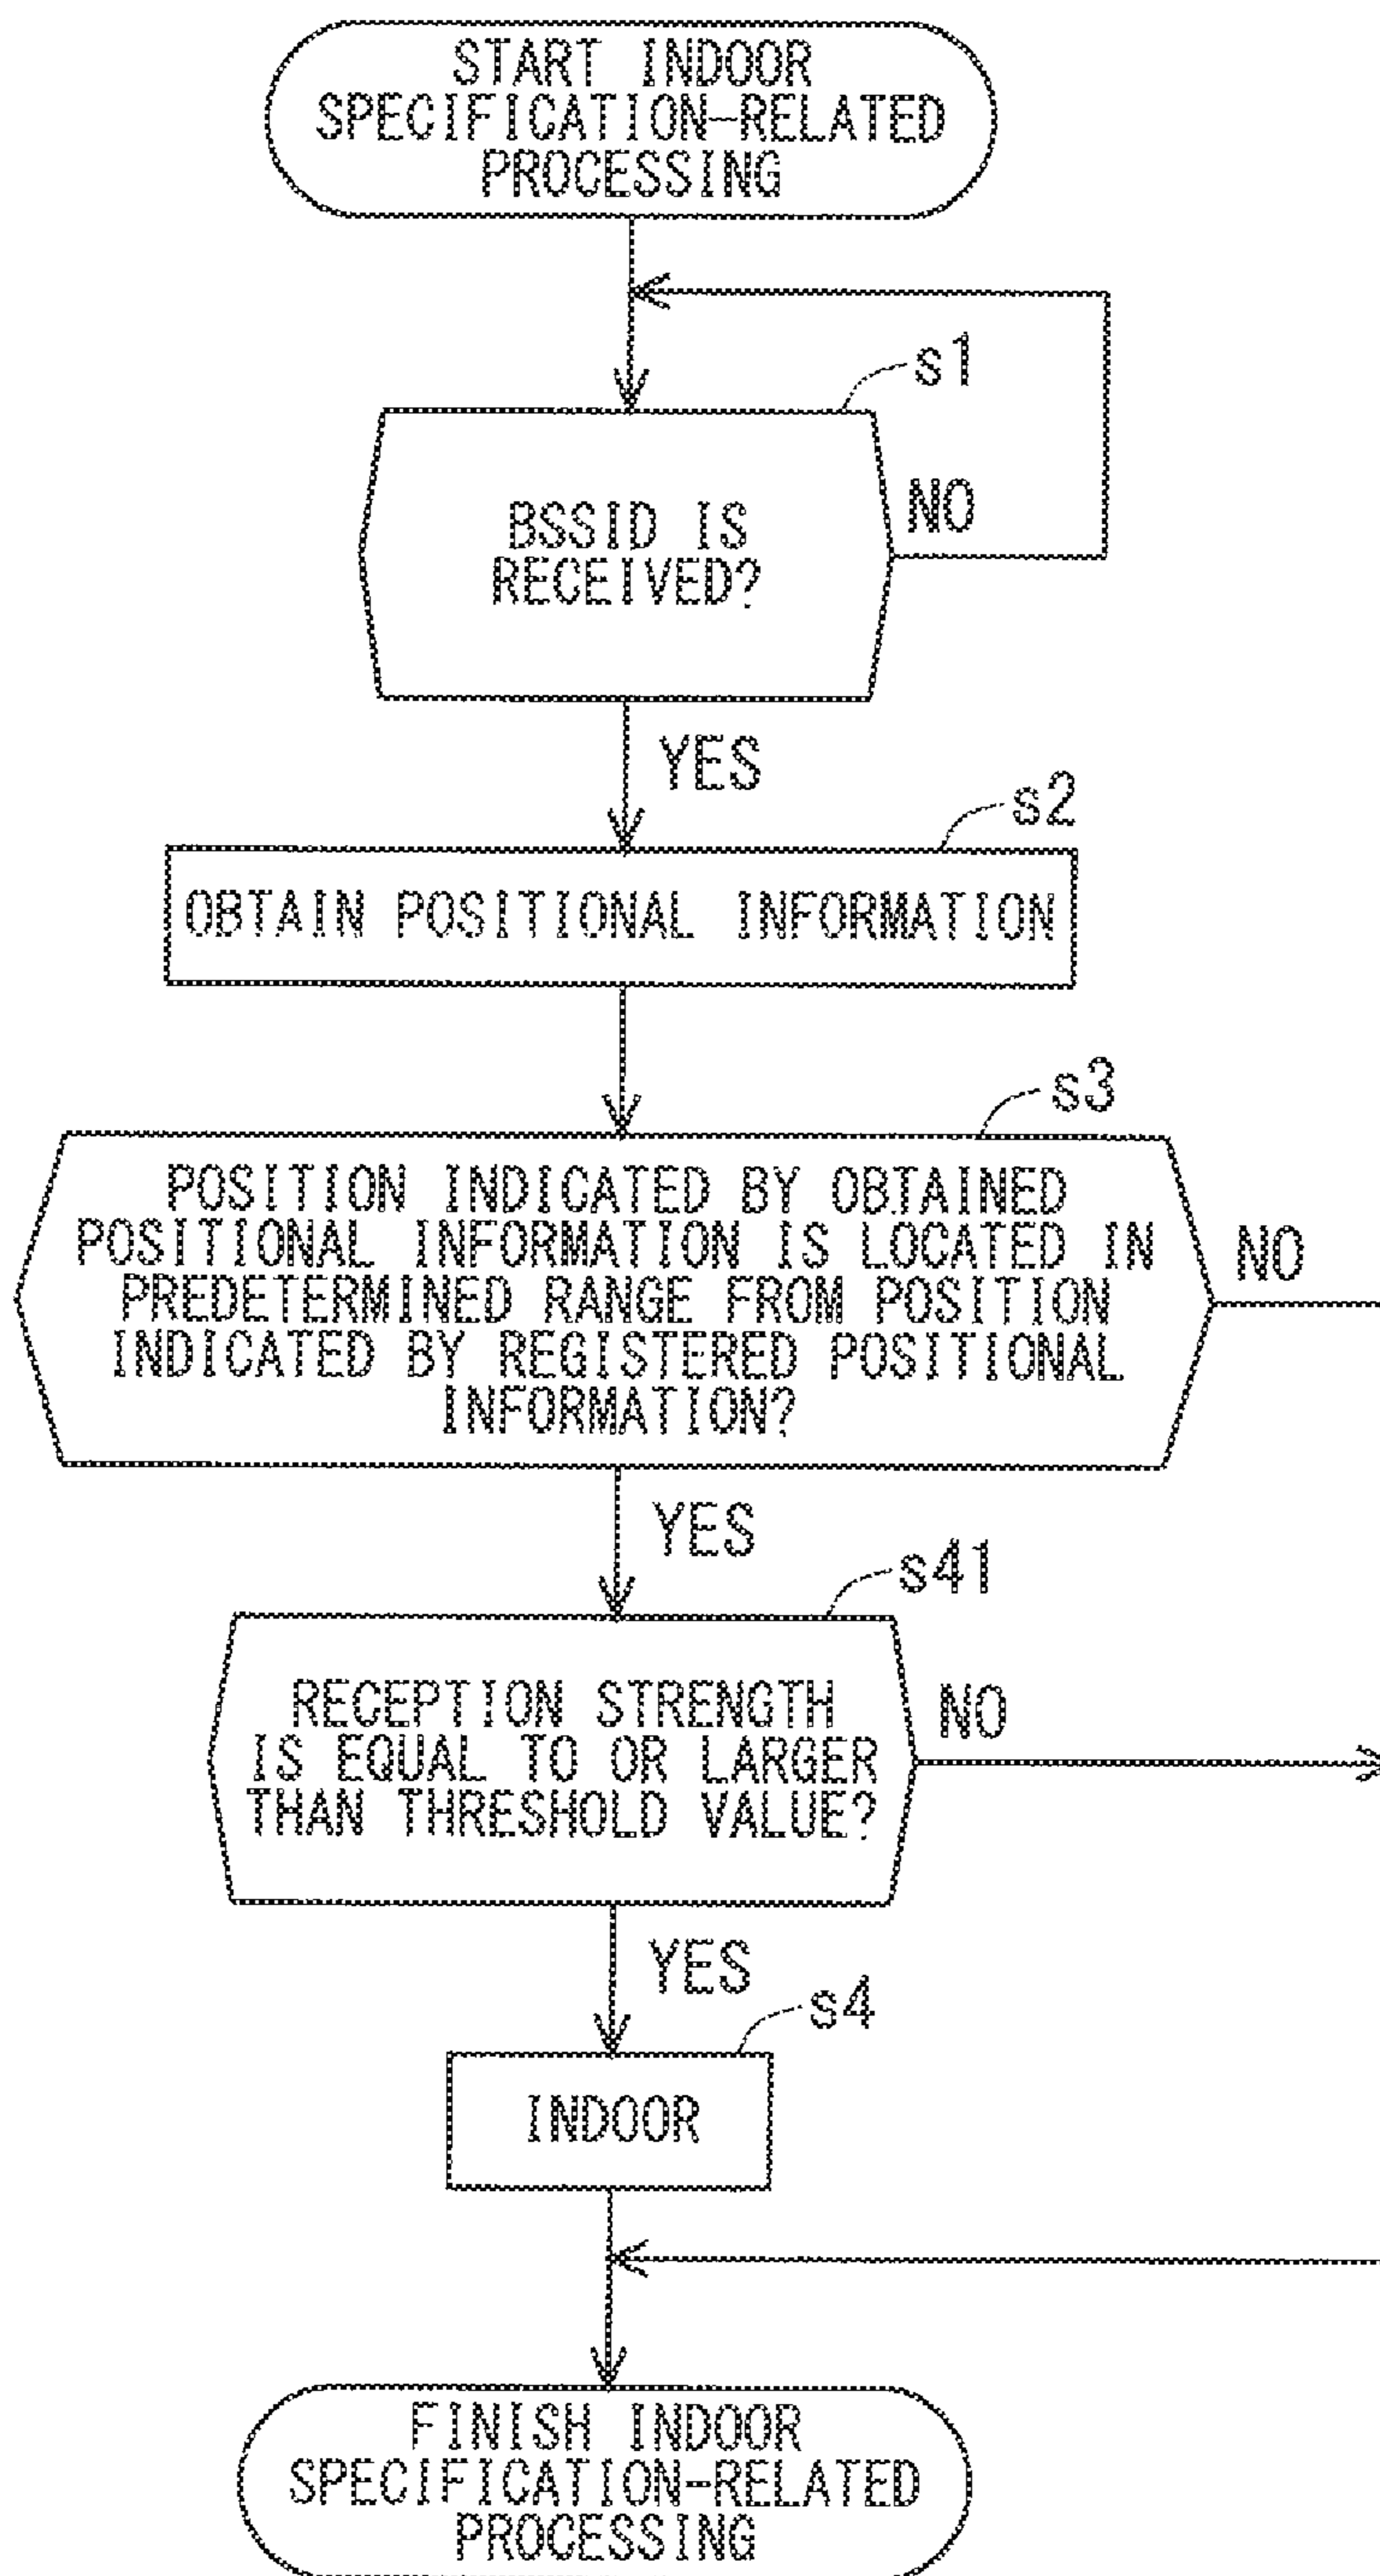 START INDOOR
SPECIFICATION-RELATED
PROCESSING
s1
BSSID IS
RECEIVED?
NO
YES
s2
OBTAIN POSITIONAL INFORMATION
s3
POSITION INDICATED BY OBTAINED
POSITIONAL INFORMATION IS LOCATED IN
PREDETERMINED RANGE FROM POSITION
INDICATED BY REGISTERED POSITIONAL
INFORMATION?
NO
YES
s41
RECEPTION STRENGTH
IS EQUAL TO OR LARGER
THAN THRESHOLD VALUE?
NO
YES
s4
INDOOR
FINISH INDOOR
SPECIFICATION-RELATED
PROCESSING